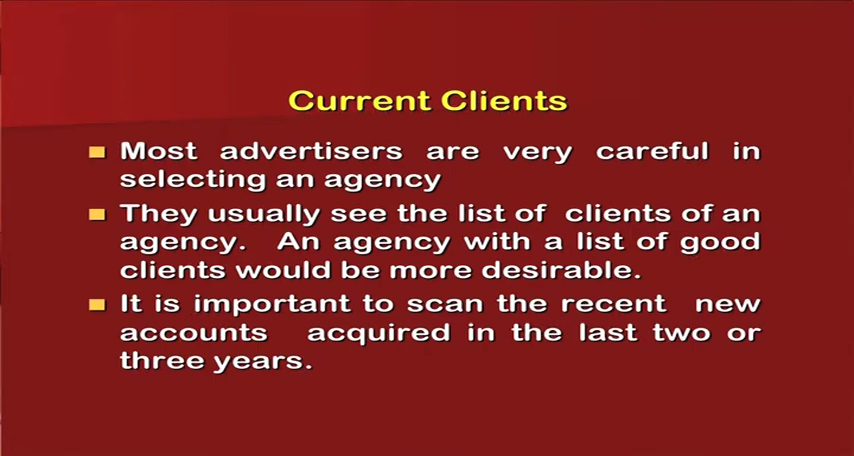 Current Clients
Most advertisers are very careful in
selecting an agency
They usually see the list of clients of an
agency. An agency with a list of good
clients would be more desirable.
It is important to scan the recent new
accounts acquired in the last two or
three years.